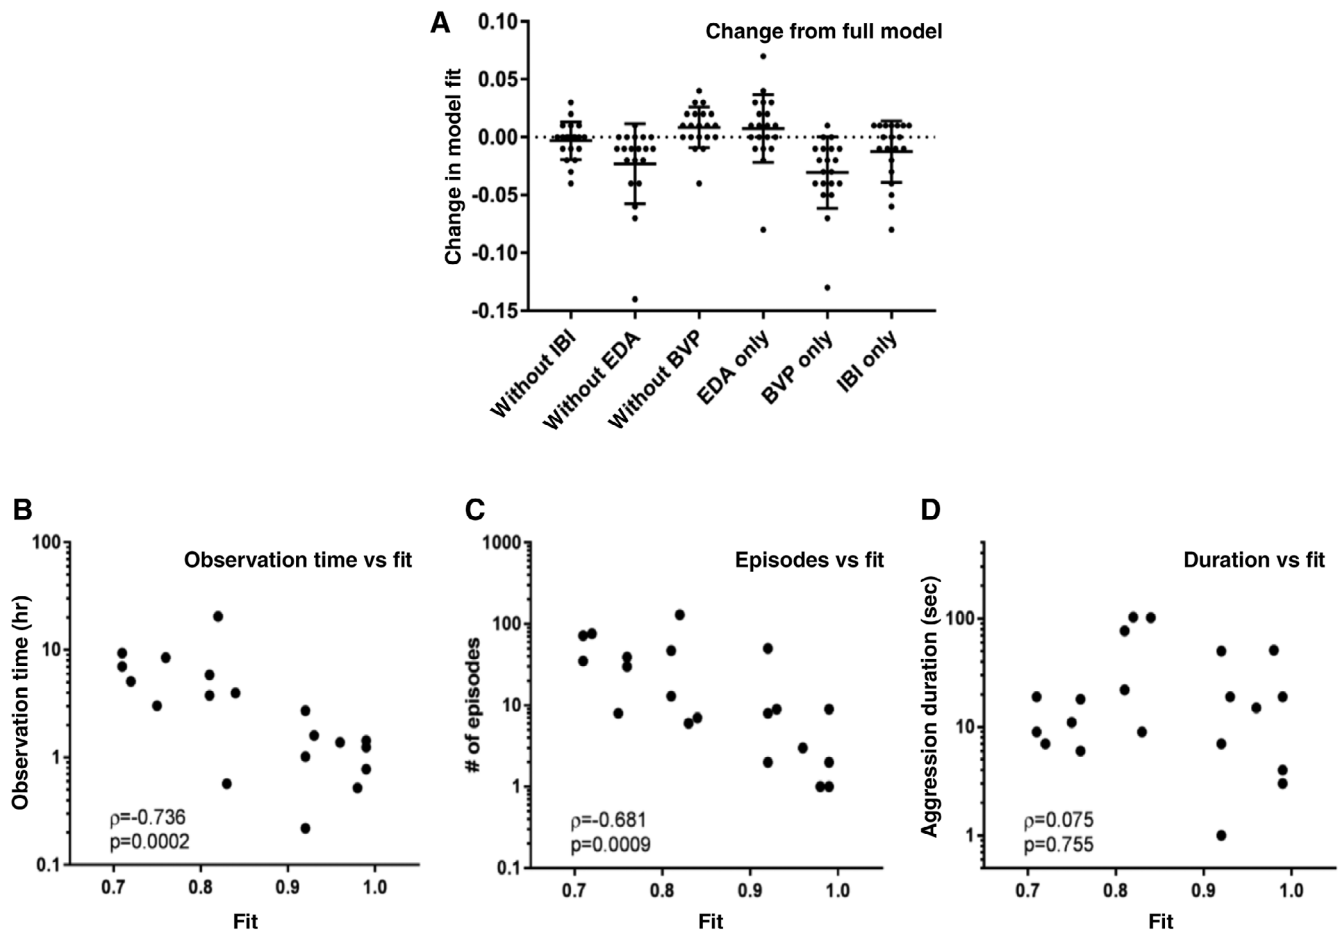 A
Change from full model
Change in model fit
0.10
0.05
0.00
-0.05
-0.10
-0.15
Without IBI
Without EDA
Without BVP
EDA only
BVP only
IBI only
B
Observation time vs fit
Observation time (hr)
100
10
1
0.1
ρ=-0.736
p=0.0002
0.7 0.8 0.9 1.0
Fit
C
Episodes vs fit
# of episodes
1000
100
10
1
0.1
ρ=-0.681
p=0.0009
0.7 0.8 0.9 1.0
Fit
D
Duration vs fit
Aggression duration (sec)
100
10
1
ρ=0.075
p=0.755
0.7 0.8 0.9 1.0
Fit